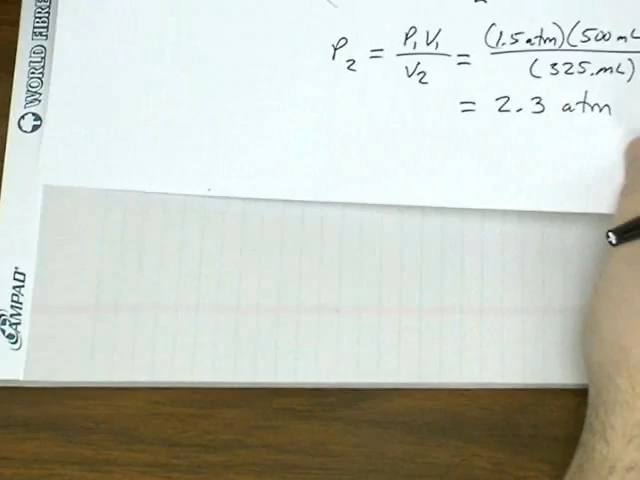 P₂ = P₁V₁/V₂ = (1.5 atm)(500 mL/(325. mL)
= 2.3 atm
WORLD FIBRE
AMPAD®